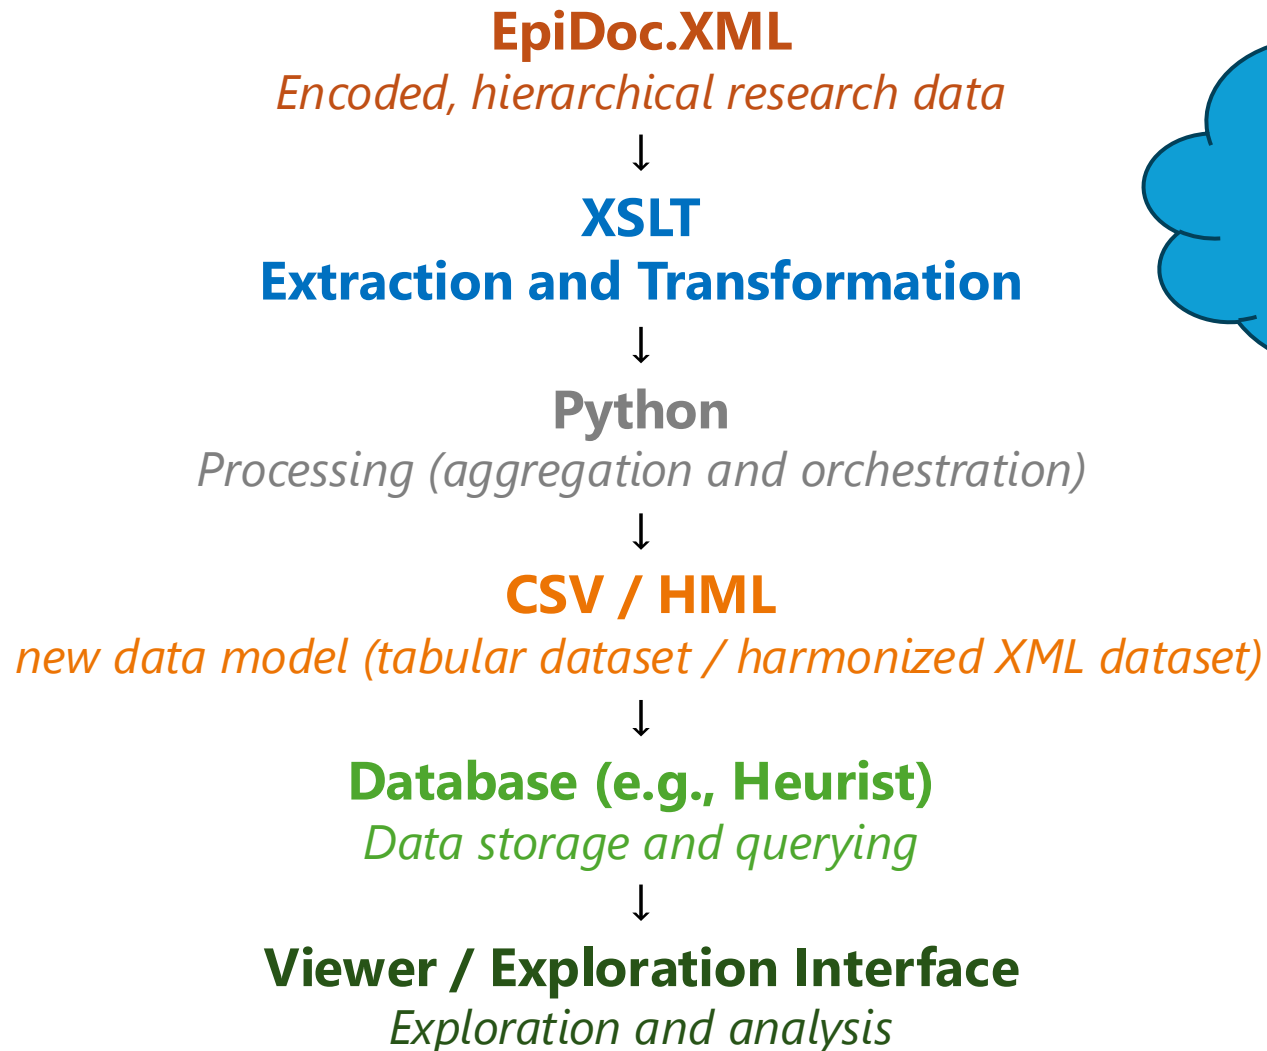 EpiDoc.XML
Encoded, hierarchical research data
↓
XSLT
Extraction and Transformation
↓
Python
Processing (aggregation and orchestration)
↓
CSV / HML
new data model (tabular dataset / harmonized XML dataset)
↓
Database (e.g., Heurist)
Data storage and querying
↓
Viewer / Exploration Interface
Exploration and analysis